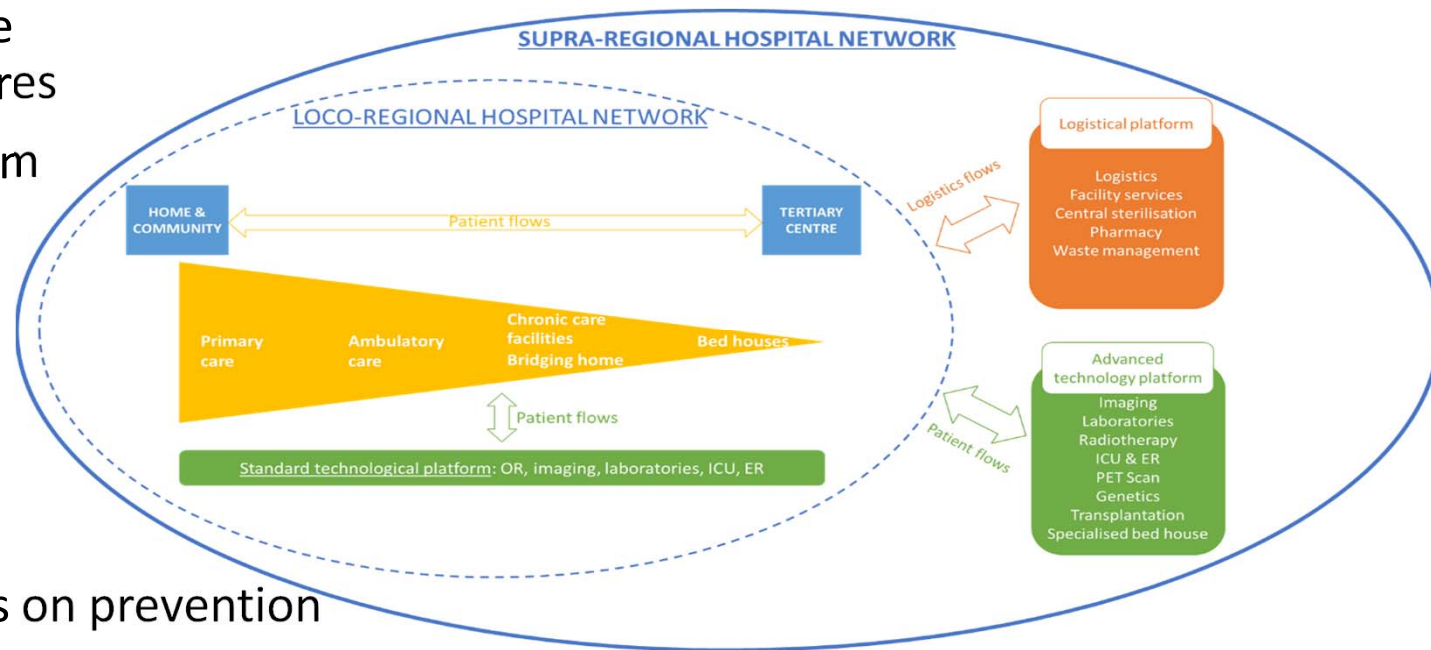 e
res
m
s on prevention
SUPRA-REGIONAL HOSPITAL NETWORK
LOCO-REGIONAL HOSPITAL NETWORK
HOME &
COMMUNITY
Patient flows
TERTIARY
CENTRE
Primary
care
Ambulatory
care
Chronic care
facilities
Bridging home
Bed houses
Patient flows
Standard technological platform: OR, imaging, laboratories, ICU, ER
Logistics flows
Logistical platform
Logistics
Facility services
Central sterilisation
Pharmacy
Waste management
Patient flows
Advanced
technology platform
Imaging
Laboratories
Radiotherapy
ICU & ER
PET Scan
Genetics
Transplantation
Specialised bed house